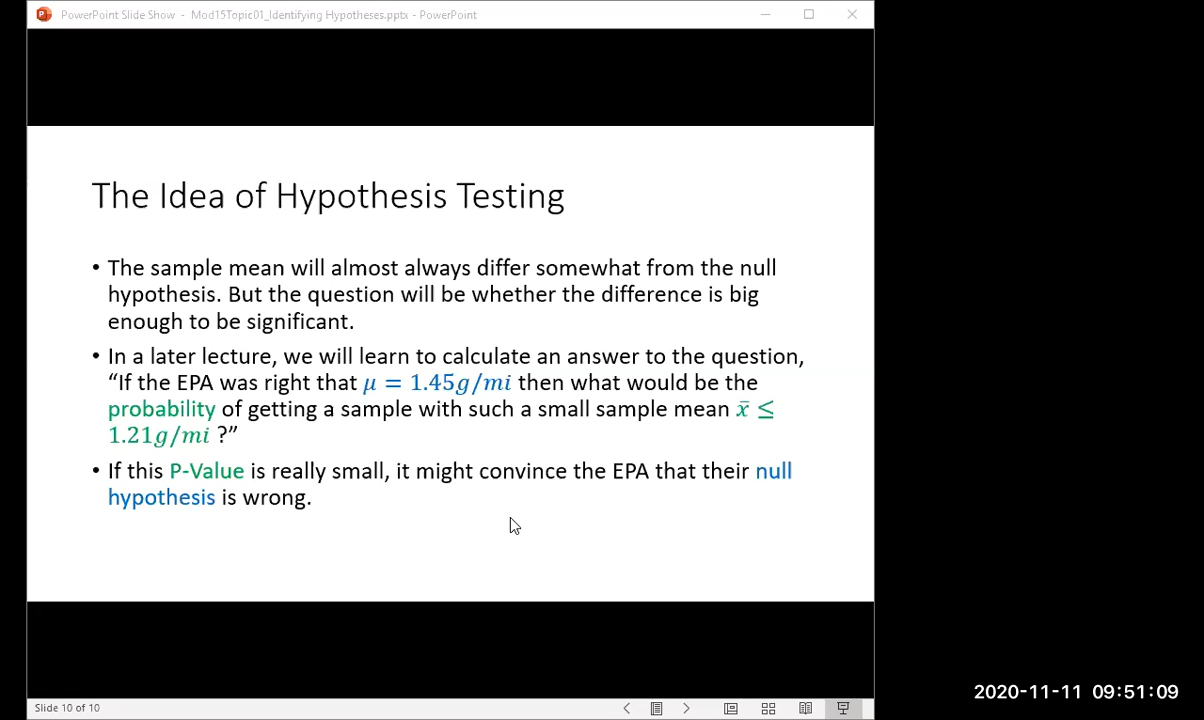 PowerPoint Slide Show - Mod15Topic01_Identifying Hypotheses.pptx - PowerPoint
The Idea of Hypothesis Testing
• The sample mean will almost always differ somewhat from the null
hypothesis. But the question will be whether the difference is big
enough to be significant.
• In a later lecture, we will learn to calculate an answer to the question,
“If the EPA was right that μ = 1.45g/mi then what would be the
probability of getting a sample with such a small sample mean x̄ ≤
1.21g/mi ?”
• If this P-Value is really small, it might convince the EPA that their null
hypothesis is wrong.
Slide 10 of 10
2020-11-11 09:51:09